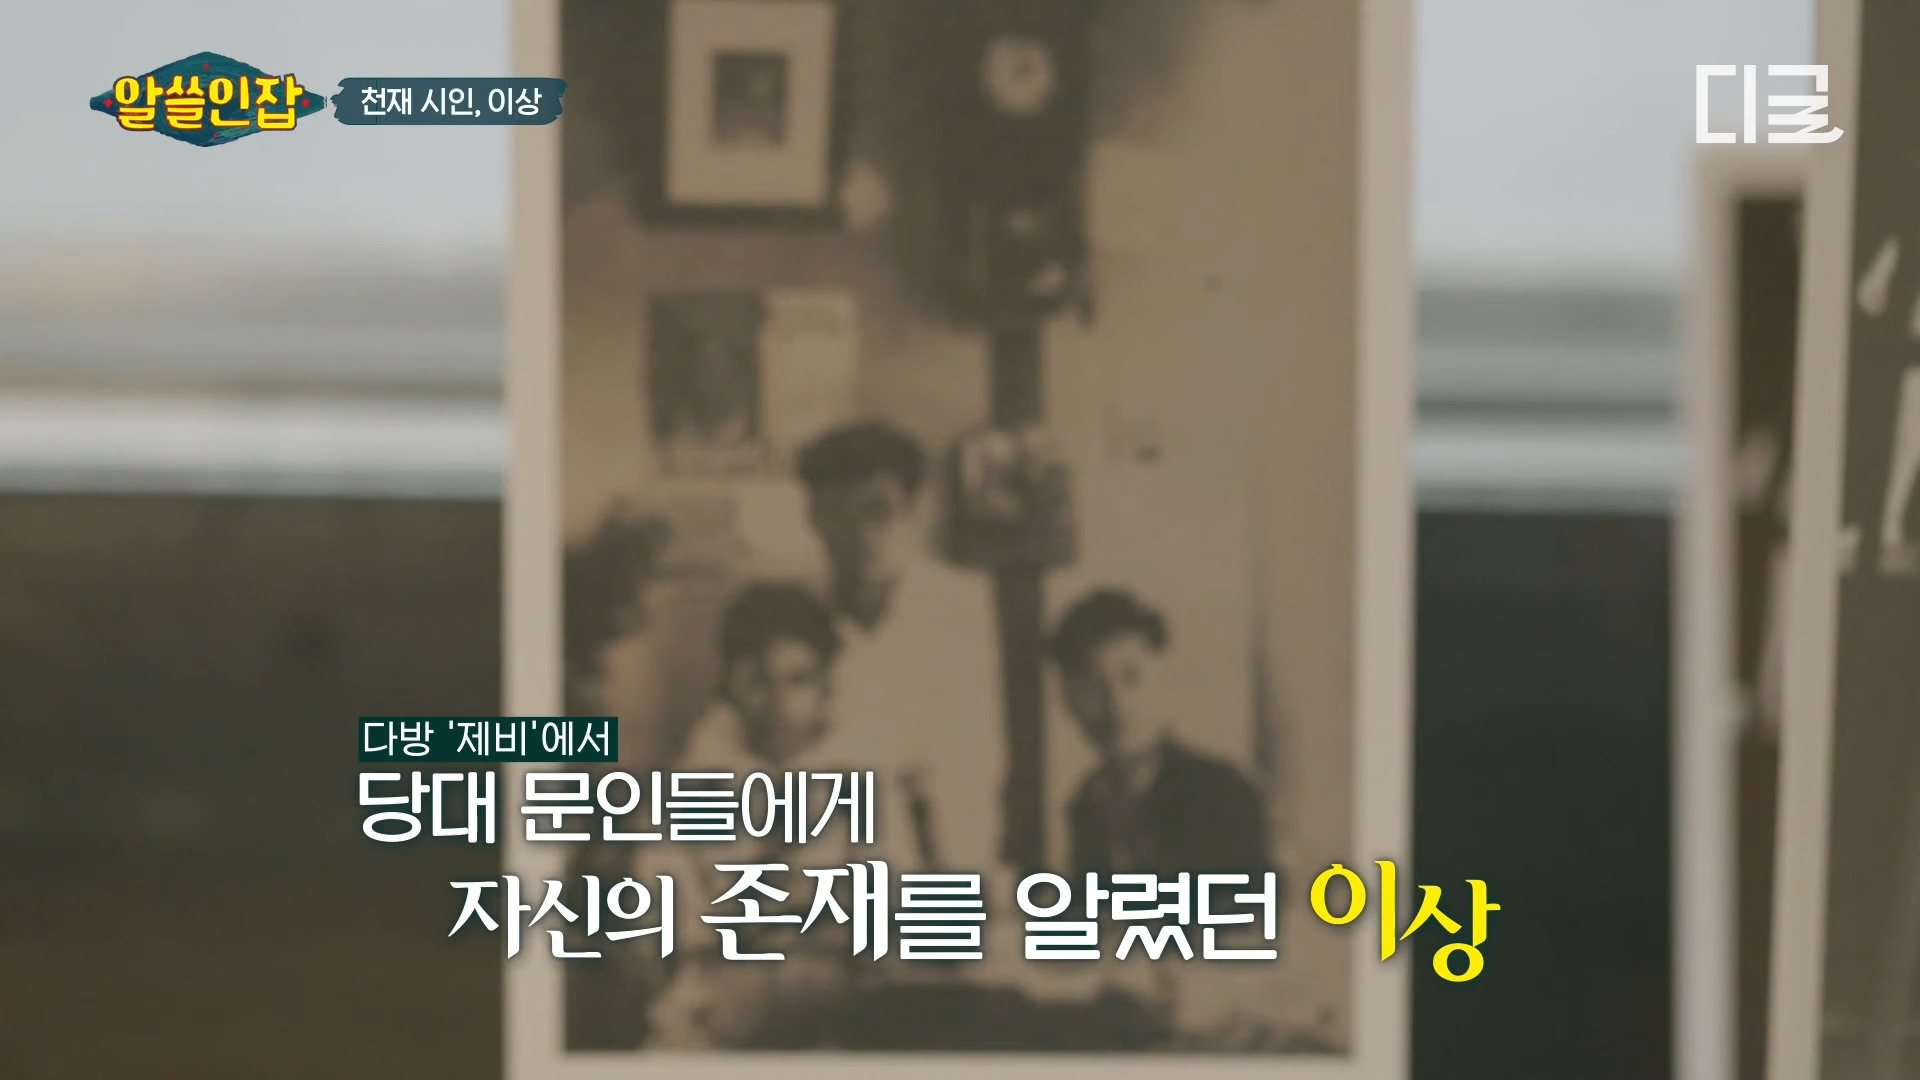 알쓸인잡
천재 시인, 이상
디글
다방 '제비'에서
당대 문인들에게
자신의 존재를 알렸던 이상